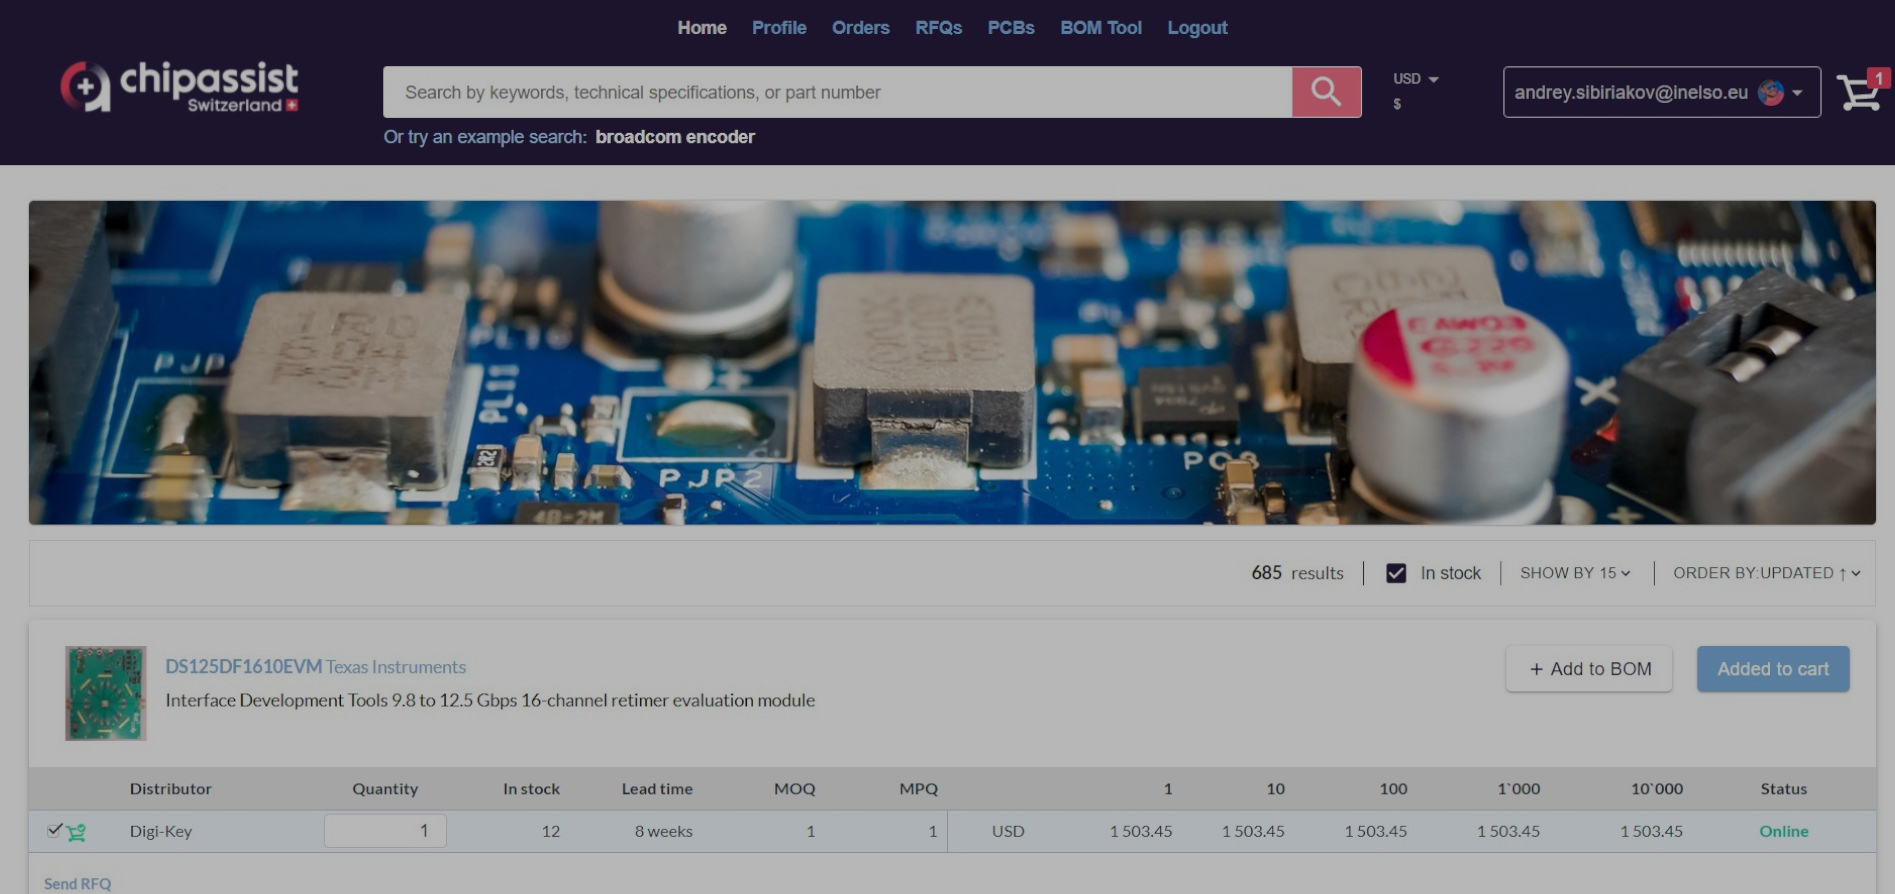 Home Profile Orders RFQs PCBs BOM Tool Logout
chipassist
Switzerland
Search by keywords, technical specifications, or part number
USD
$
andrey.sibiriakov@inelso.eu
1
Or try an example search: broadcom encoder
PJP
PL11
PJP2
4B-2M
685 results In stock SHOW BY 15 ORDER BY:UPDATED ↑
DS125DF1610EVM Texas Instruments
+ Add to BOM Added to cart
Interface Development Tools 9.8 to 12.5 Gbps 16-channel retimer evaluation module
Distributor Quantity In stock Lead time MOQ MPQ 1 10 100 1`000 10`000 Status
Digi-Key 1 12 8 weeks 1 1 USD 1 503.45 1 503.45 1 503.45 1 503.45 1 503.45 Online
Send RFQ